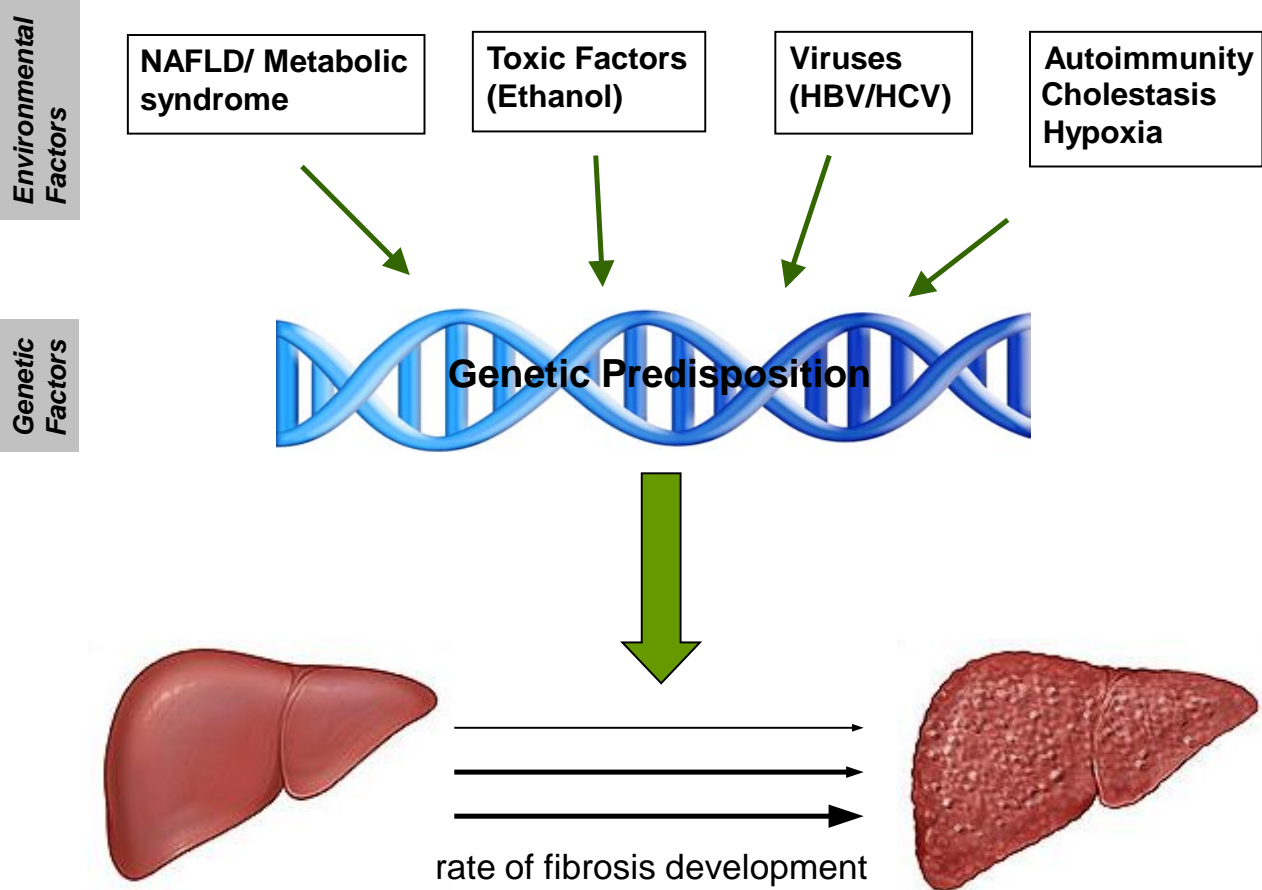 Environmental
Factors
NAFLD/ Metabolic
syndrome
Toxic Factors
(Ethanol)
Viruses
(HBV/HCV)
Autoimmunity
Cholestasis
Hypoxia
Genetic
Factors
Genetic Predisposition
rate of fibrosis development